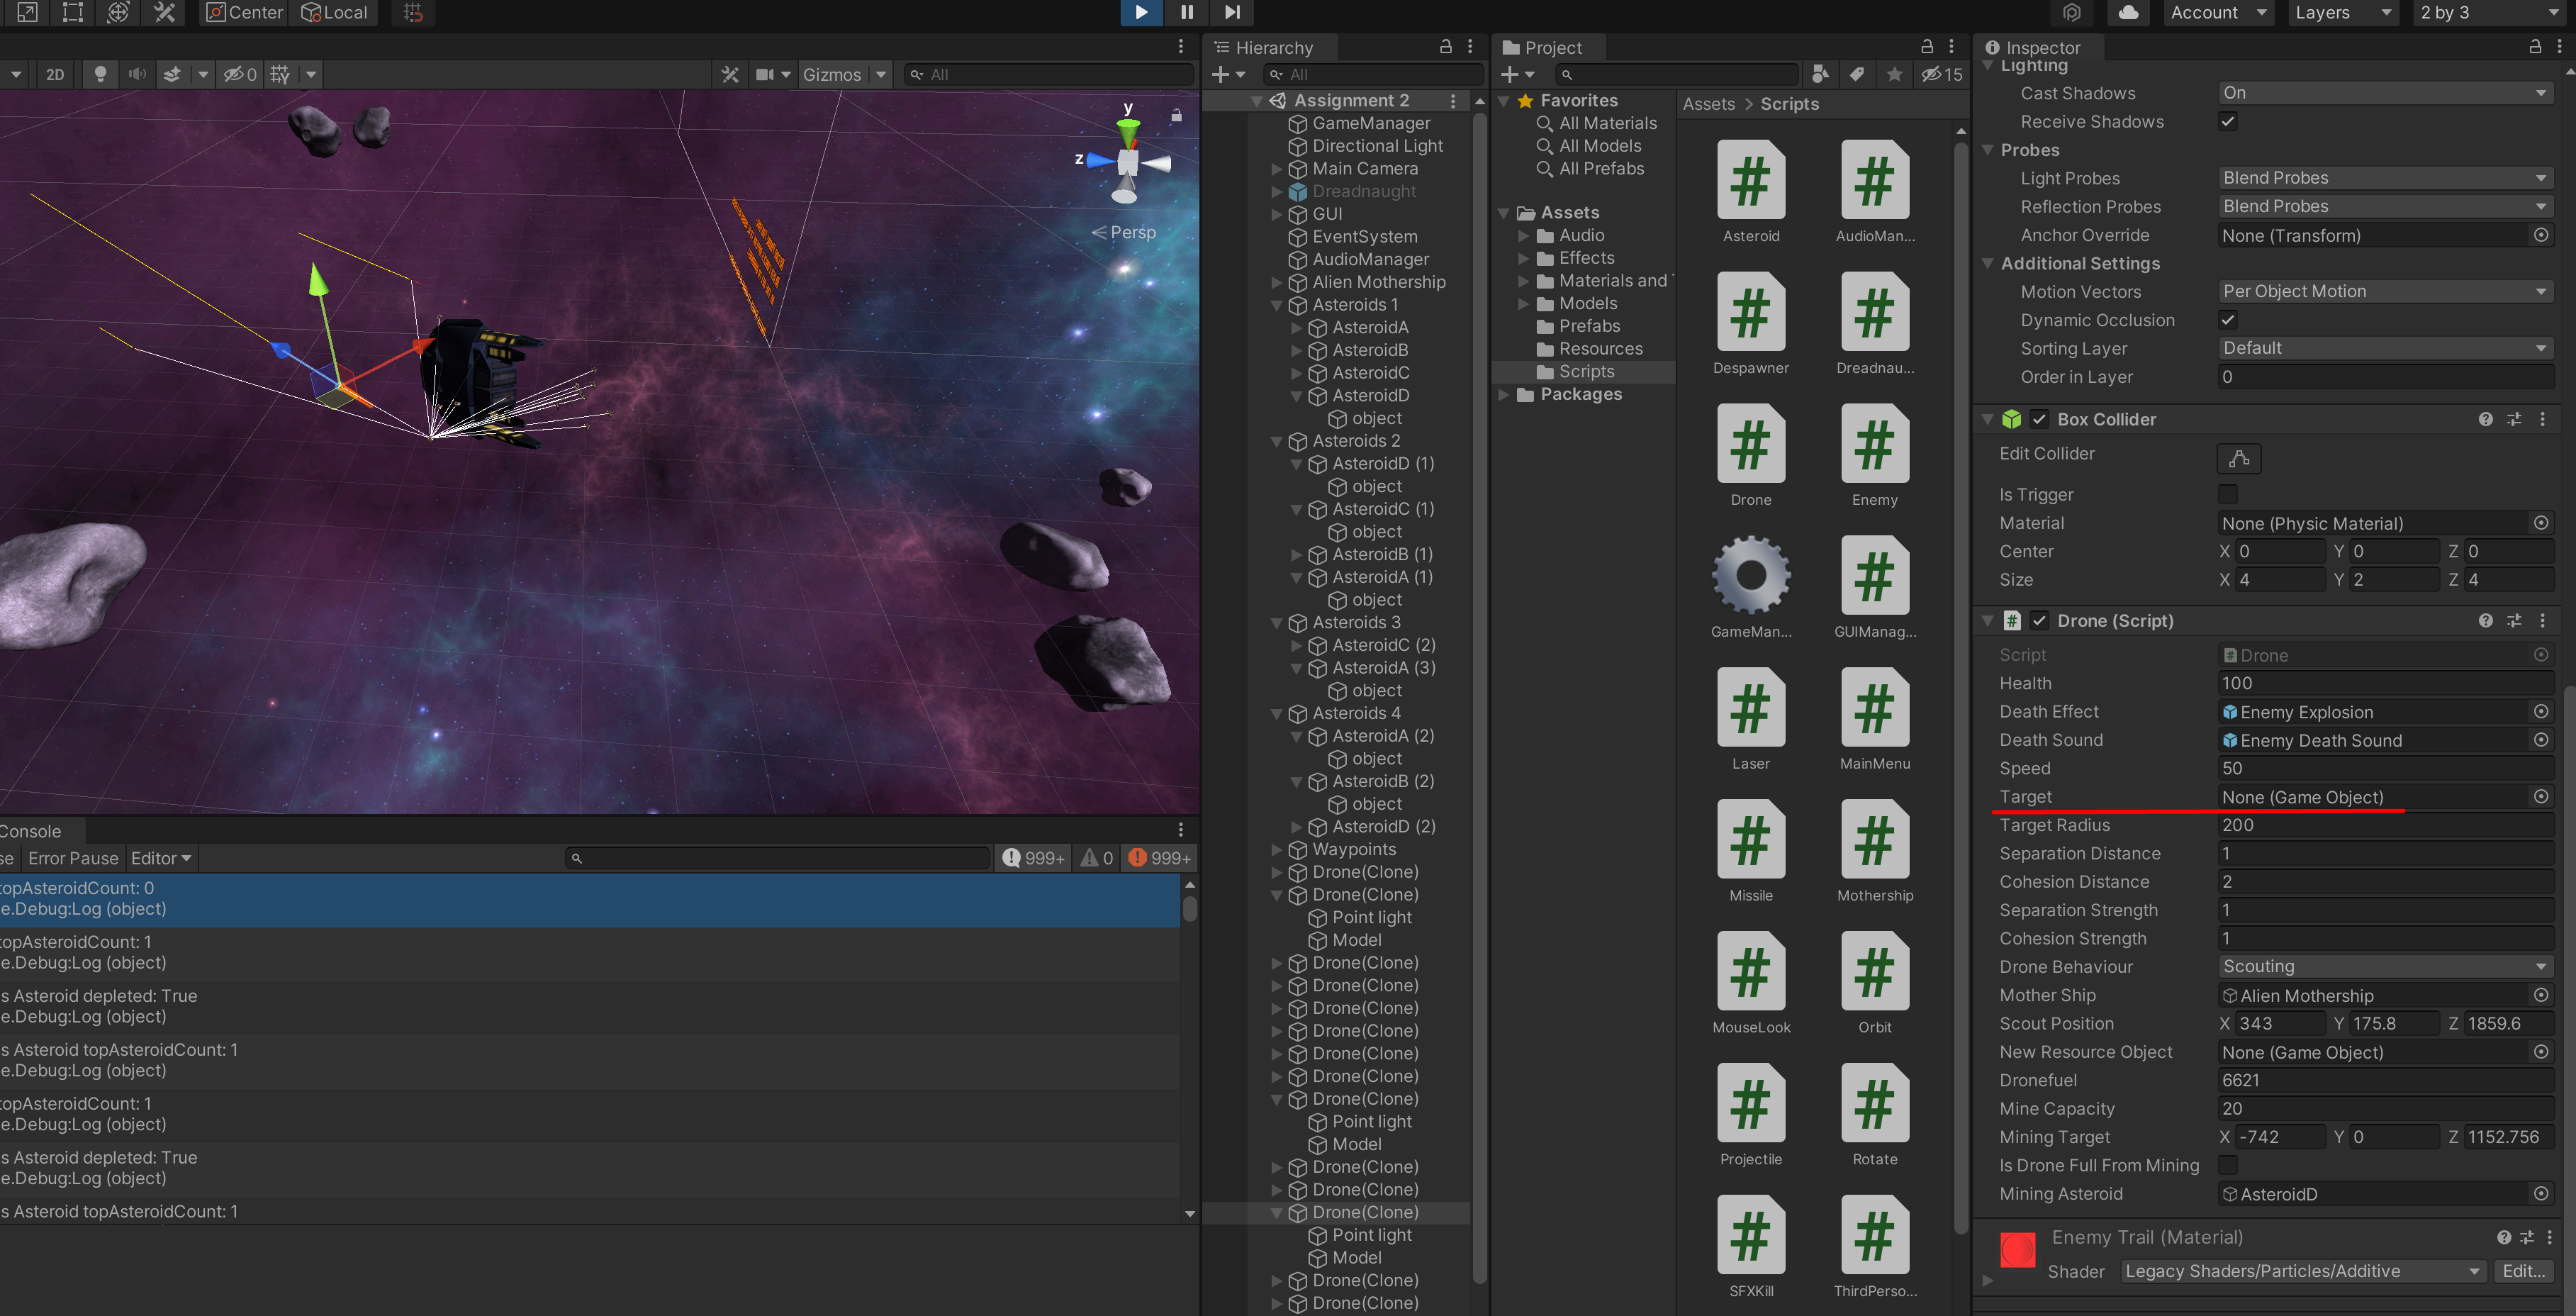 Center
Local
Account
Layers
2 by 3
2D
0
Gizmos
All
y
z
Persp
Console
se
Error Pause
Editor
999+
0
999+
topAsteroidCount: 0
e.Debug:Log (object)
topAsteroidCount: 1
e.Debug:Log (object)
s Asteroid depleted: True
e.Debug:Log (object)
s Asteroid topAsteroidCount: 1
e.Debug:Log (object)
topAsteroidCount: 1
e.Debug:Log (object)
s Asteroid depleted: True
e.Debug:Log (object)
s Asteroid topAsteroidCount: 1
Hierarchy
All
Assignment 2
GameManager
Directional Light
Main Camera
Dreadnaught
GUI
EventSystem
AudioManager
Alien Mothership
Asteroids 1
AsteroidA
AsteroidB
AsteroidC
AsteroidD
object
Asteroids 2
AsteroidD (1)
object
AsteroidC (1)
object
AsteroidB (1)
AsteroidA (1)
object
Asteroids 3
AsteroidC (2)
AsteroidA (3)
object
Asteroids 4
AsteroidA (2)
object
AsteroidB (2)
object
AsteroidD (2)
Waypoints
Drone(Clone)
Drone(Clone)
Point light
Model
Drone(Clone)
Drone(Clone)
Drone(Clone)
Drone(Clone)
Drone(Clone)
Drone(Clone)
Drone(Clone)
Point light
Model
Drone(Clone)
Drone(Clone)
Drone(Clone)
Point light
Model
Drone(Clone)
Drone(Clone)
Project
15
Favorites
All Materials
All Models
All Prefabs
Assets
Audio
Effects
Materials and
Models
Prefabs
Resources
Scripts
Packages
Assets > Scripts
Asteroid
AudioMan...
Despawner
Dreadnau...
Drone
Enemy
GameMan...
GUIManag...
Laser
MainMenu
Missile
Mothership
MouseLook
Orbit
Projectile
Rotate
SFXKill
ThirdPerso...
Inspector
Lighting
Cast Shadows On
Receive Shadows
Probes
Light Probes Blend Probes
Reflection Probes Blend Probes
Anchor Override None (Transform)
Additional Settings
Motion Vectors Per Object Motion
Dynamic Occlusion
Sorting Layer Default
Order in Layer 0
Box Collider
Edit Collider
Is Trigger
Material None (Physic Material)
Center X 0 Y 0 Z 0
Size X 4 Y 2 Z 4
Drone (Script)
Script Drone
Health 100
Death Effect Enemy Explosion
Death Sound Enemy Death Sound
Speed 50
Target None (Game Object)
Target Radius 200
Separation Distance 1
Cohesion Distance 2
Separation Strength 1
Cohesion Strength 1
Drone Behaviour Scouting
Mother Ship Alien Mothership
Scout Position X 343 Y 175.8 Z 1859.6
New Resource Object None (Game Object)
Dronefuel 6621
Mine Capacity 20
Mining Target X -742 Y 0 Z 1152.756
Is Drone Full From Mining
Mining Asteroid AsteroidD
Enemy Trail (Material)
Shader Legacy Shaders/Particles/Additive Edit...